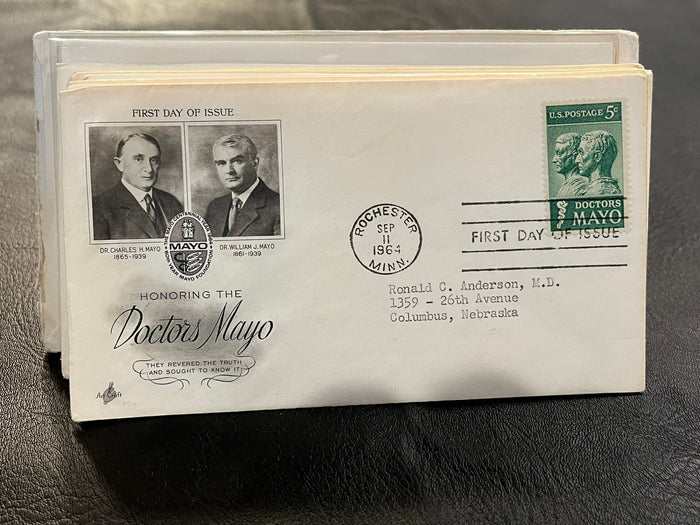 FIRST DAY OF ISSUE
DR. CHARLES H. MAYO
1865-1939
DR. WILLIAM J. MAYO
1861-1939
MAYO
HONORING THE
Doctors Mayo
THEY REVERED THE TRUTH
AND SOUGHT TO KNOW IT
Art Craft
U.S. POSTAGE 5¢
DOCTORS
MAYO
ROCHESTER
SEP
11
1964
MINN.
FIRST DAY OF ISSUE
Ronald C. Anderson, M.D.
1359 - 26th Avenue
Columbus, Nebraska